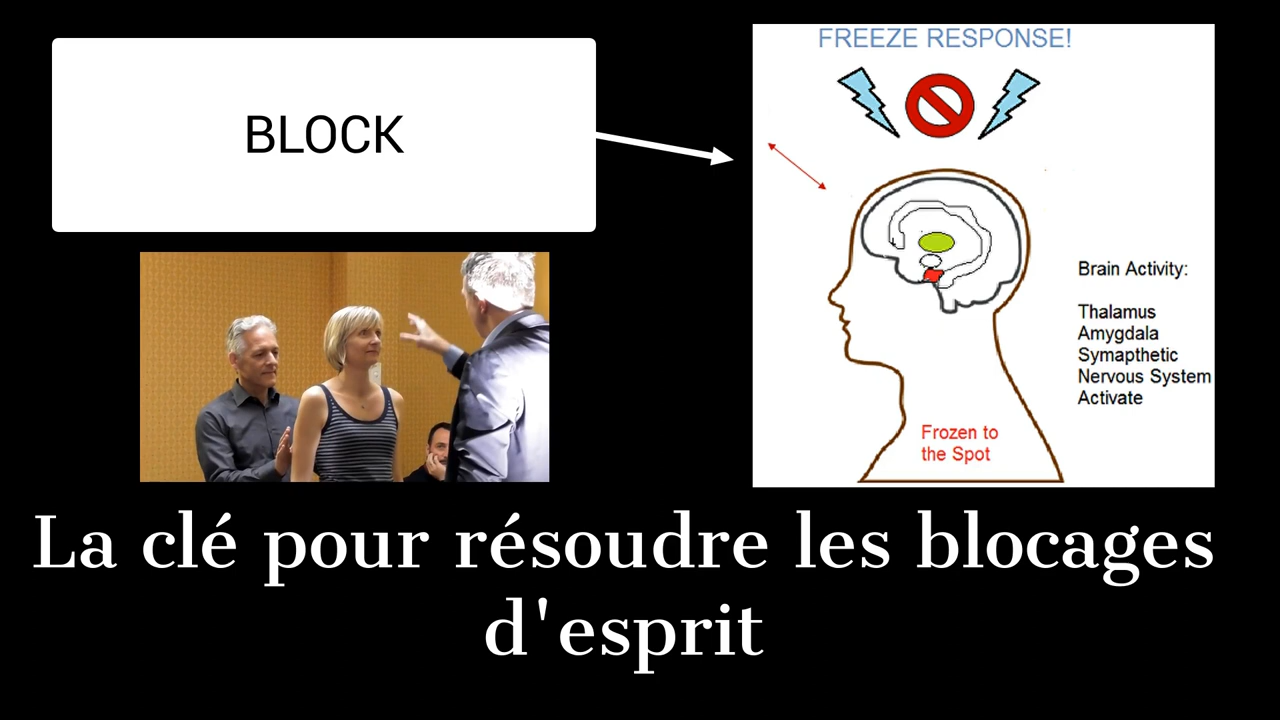 BLOCK
FREEZE RESPONSE!
Brain Activity:
Thalamus
Amygdala
Symapthetic
Nervous System
Activate
Frozen to
the Spot
La clé pour résoudre les blocages
d'esprit